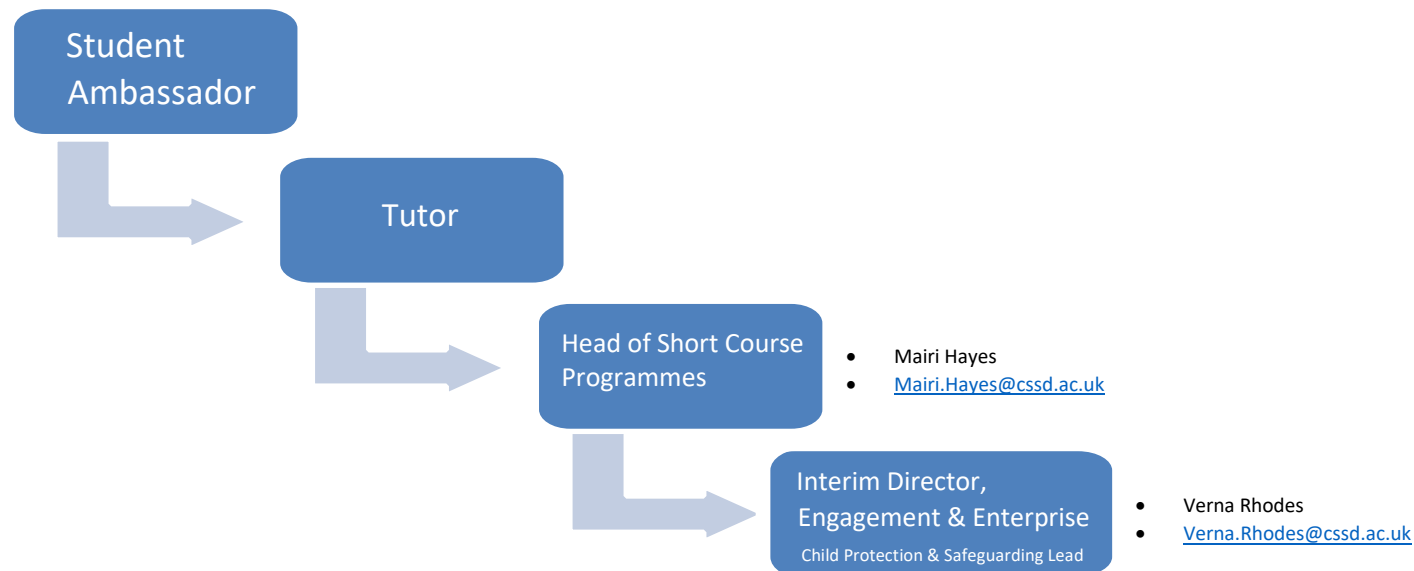 Student
Ambassador
Tutor
Head of Short Course
Programmes
• Mairi Hayes
• Mairi.Hayes@cssd.ac.uk
Interim Director,
Engagement & Enterprise
Child Protection & Safeguarding Lead
• Verna Rhodes
• Verna.Rhodes@cssd.ac.uk